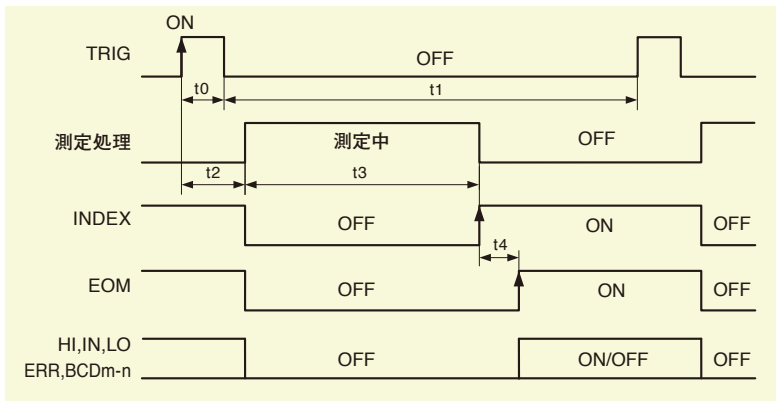 ON
TRIG
OFF
t0
t1
測定処理
測定中
OFF
t2
t3
INDEX
OFF
ON
OFF
t4
EOM
OFF
ON
OFF
HI,IN,LO
ERR,BCDm-n
OFF
ON/OFF
OFF